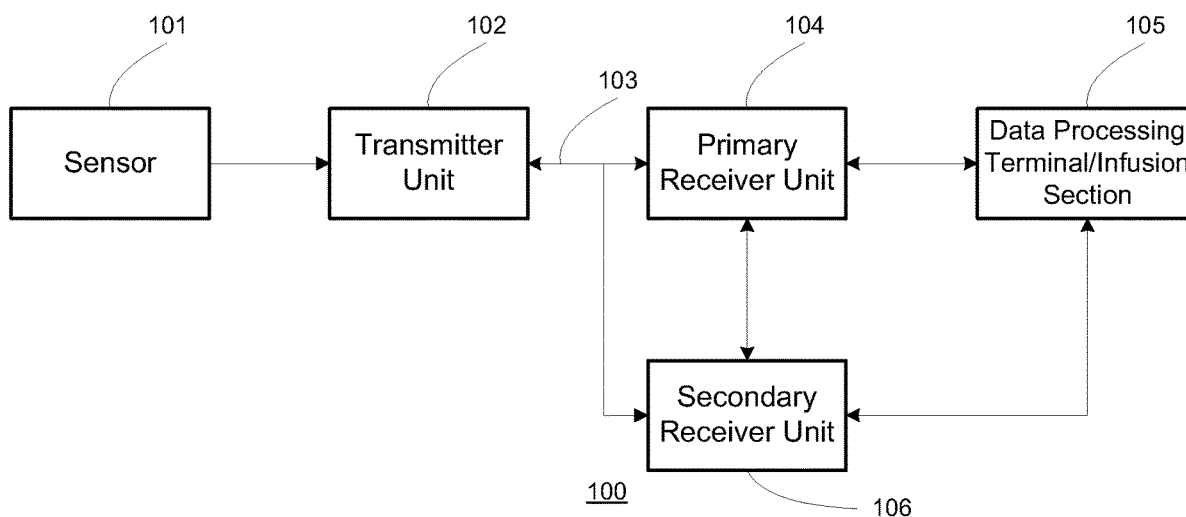 101
102
103
104
105
Sensor
Transmitter
Unit
Primary
Receiver Unit
Data Processing
Terminal/Infusion
Section
Secondary
Receiver Unit
100
106